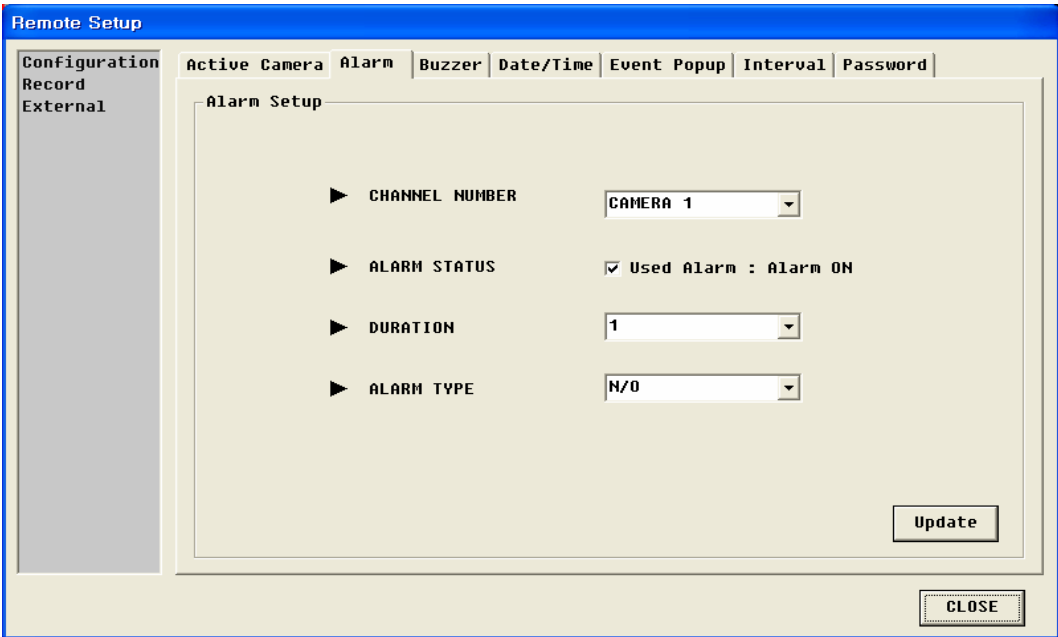 Remote Setup
Configuration
Record
External
Active Camera
Alarm
Buzzer
Date/Time
Event Popup
Interval
Password
Alarm Setup
CHANNEL NUMBER
CAMERA 1
ALARM STATUS
Used Alarm : Alarm ON
DURATION
1
ALARM TYPE
N/O
Update
CLOSE